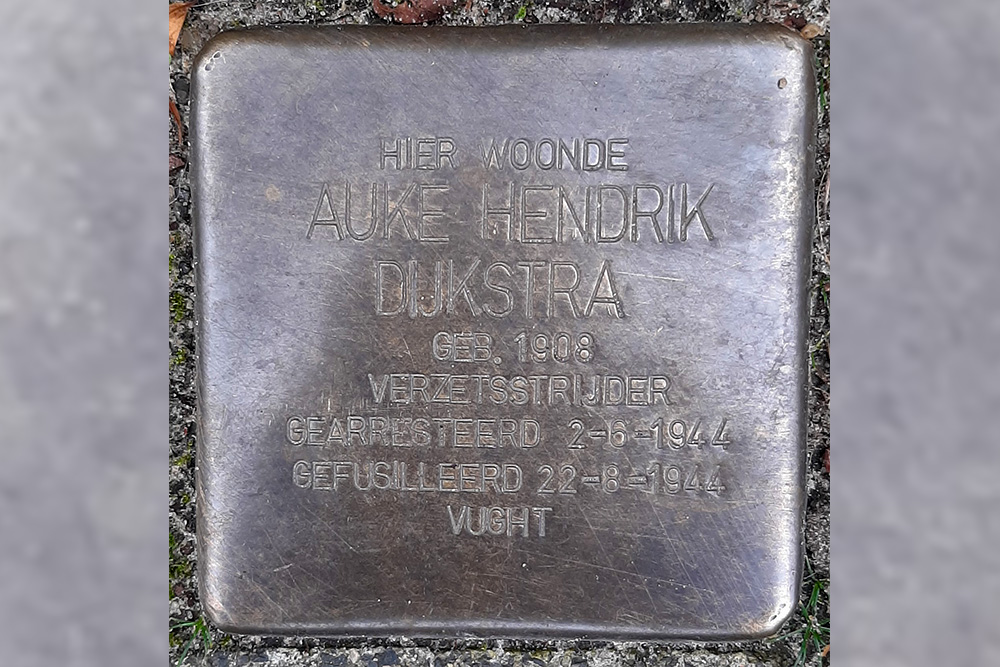 HIER WOONDE
AUKE HENDRIK
DIJKSTRA
GEB. 1908
VERZETSSTRIJDER
GEARRESTEERD 2-6-1944
GEFUSILLEERD 22-8-1944
VUGHT